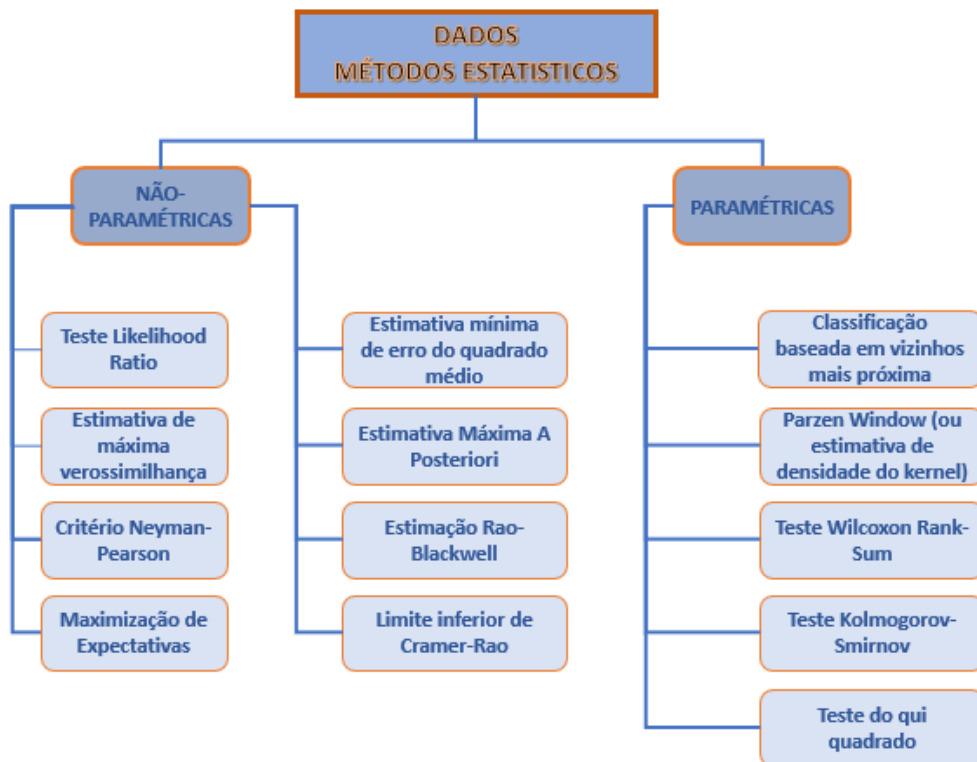 DADOS
MÉTODOS ESTATISTICOS
NÃO-
PARAMÉTRICAS
PARAMÉTRICAS
Teste Likelihood
Ratio
Estimativa de
máxima
verossimilhança
Critério Neyman-
Pearson
Maximização de
Expectativas
Estimativa mínima
de erro do quadrado
médio
Estimativa Máxima A
Posteriori
Estimação Rao-
Blackwell
Limite inferior de
Cramer-Rao
Classificação
baseada em vizinhos
mais próxima
Parzen Window (ou
estimativa de
densidade do kernel)
Teste Wilcoxon Rank-
Sum
Teste Kolmogorov-
Smirnov
Teste do qui
quadrado